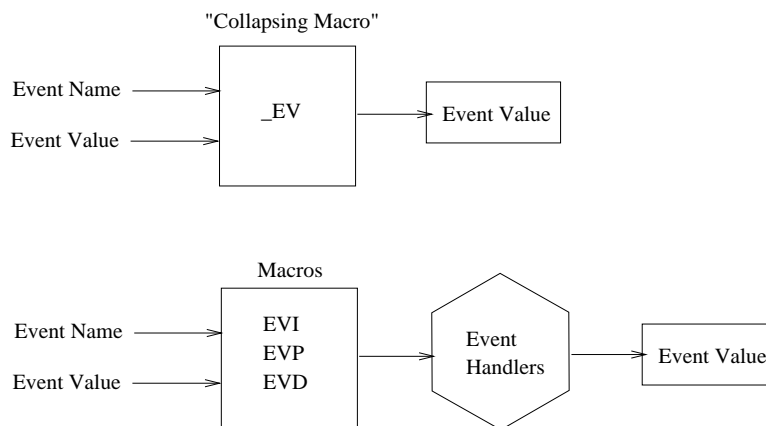 "Collapsing Macro"
Event Name
Event Value
_EV
Event Value
Macros
Event Name
Event Value
EVI
EVP
EVD
Event
Handlers
Event Value